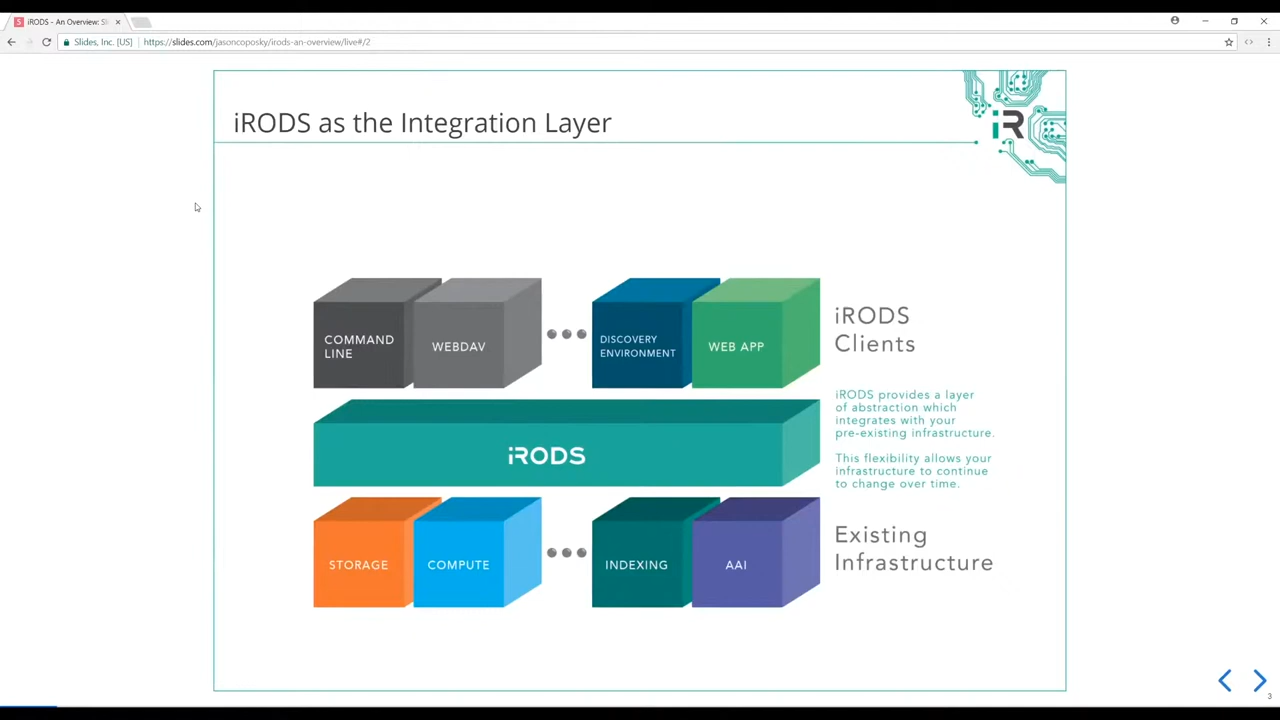 iRODS - An Overview: Sli
Slides, Inc. [US]
https://slides.com/jasoncoposky/irods-an-overview/live#/2
iRODS as the Integration Layer
iR
COMMAND
LINE
WEBDAV
DISCOVERY
ENVIRONMENT
WEB APP
iRODS
Clients
iRODS provides a layer
of abstraction which
integrates with your
pre-existing infrastructure.
This flexibility allows your
infrastructure to continue
to change over time.
iRODS
STORAGE
COMPUTE
INDEXING
AAI
Existing
Infrastructure
3